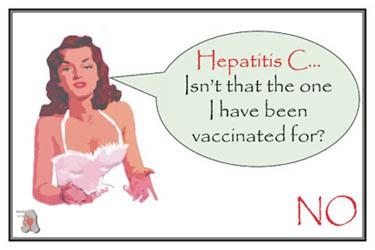 Hepatitis C...
Isn't that the one
I have been
vaccinated for?
NO